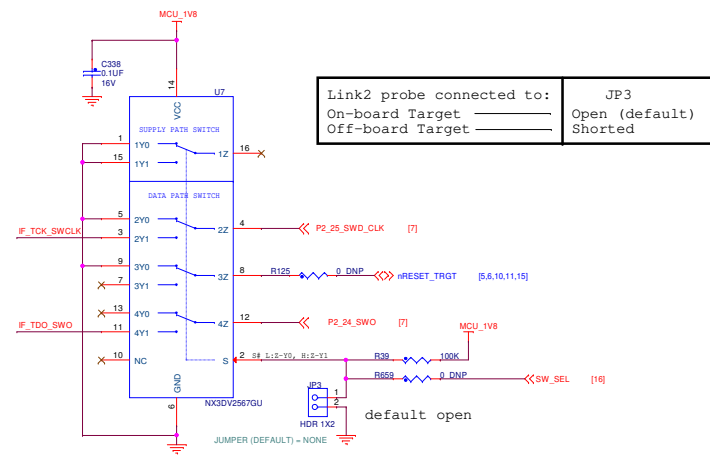 MCU_1V8
C338
0.1UF
16V
14
U7
VCC
Link2 probe connected to:
JP3
On-board Target
Open (default)
Off-board Target
Shorted
SUPPLY PATH SWITCH
1
1Y0
15
1Y1
1Z
16
DATA PATH SWITCH
5
2Y0
IF_TCK_SWCLK
3
2Y1
2Z
4
P2_25_SWD_CLK
[7]
9
3Y0
7
3Y1
3Z
8
R125
0 DNP
nRESET_TRGT
[5,6,10,11,15]
13
4Y0
IF_TDO_SWO
11
4Y1
4Z
12
P2_24_SWO
[7]
MCU_1V8
10
NC
S
2
S# L:Z-Y0, H:Z-Y1
R39
100K
R659
0 DNP
SW_SEL
[16]
GND
6
NX3DV2567GU
JP3
1
2
HDR 1X2
default open
JUMPER (DEFAULT) = NONE